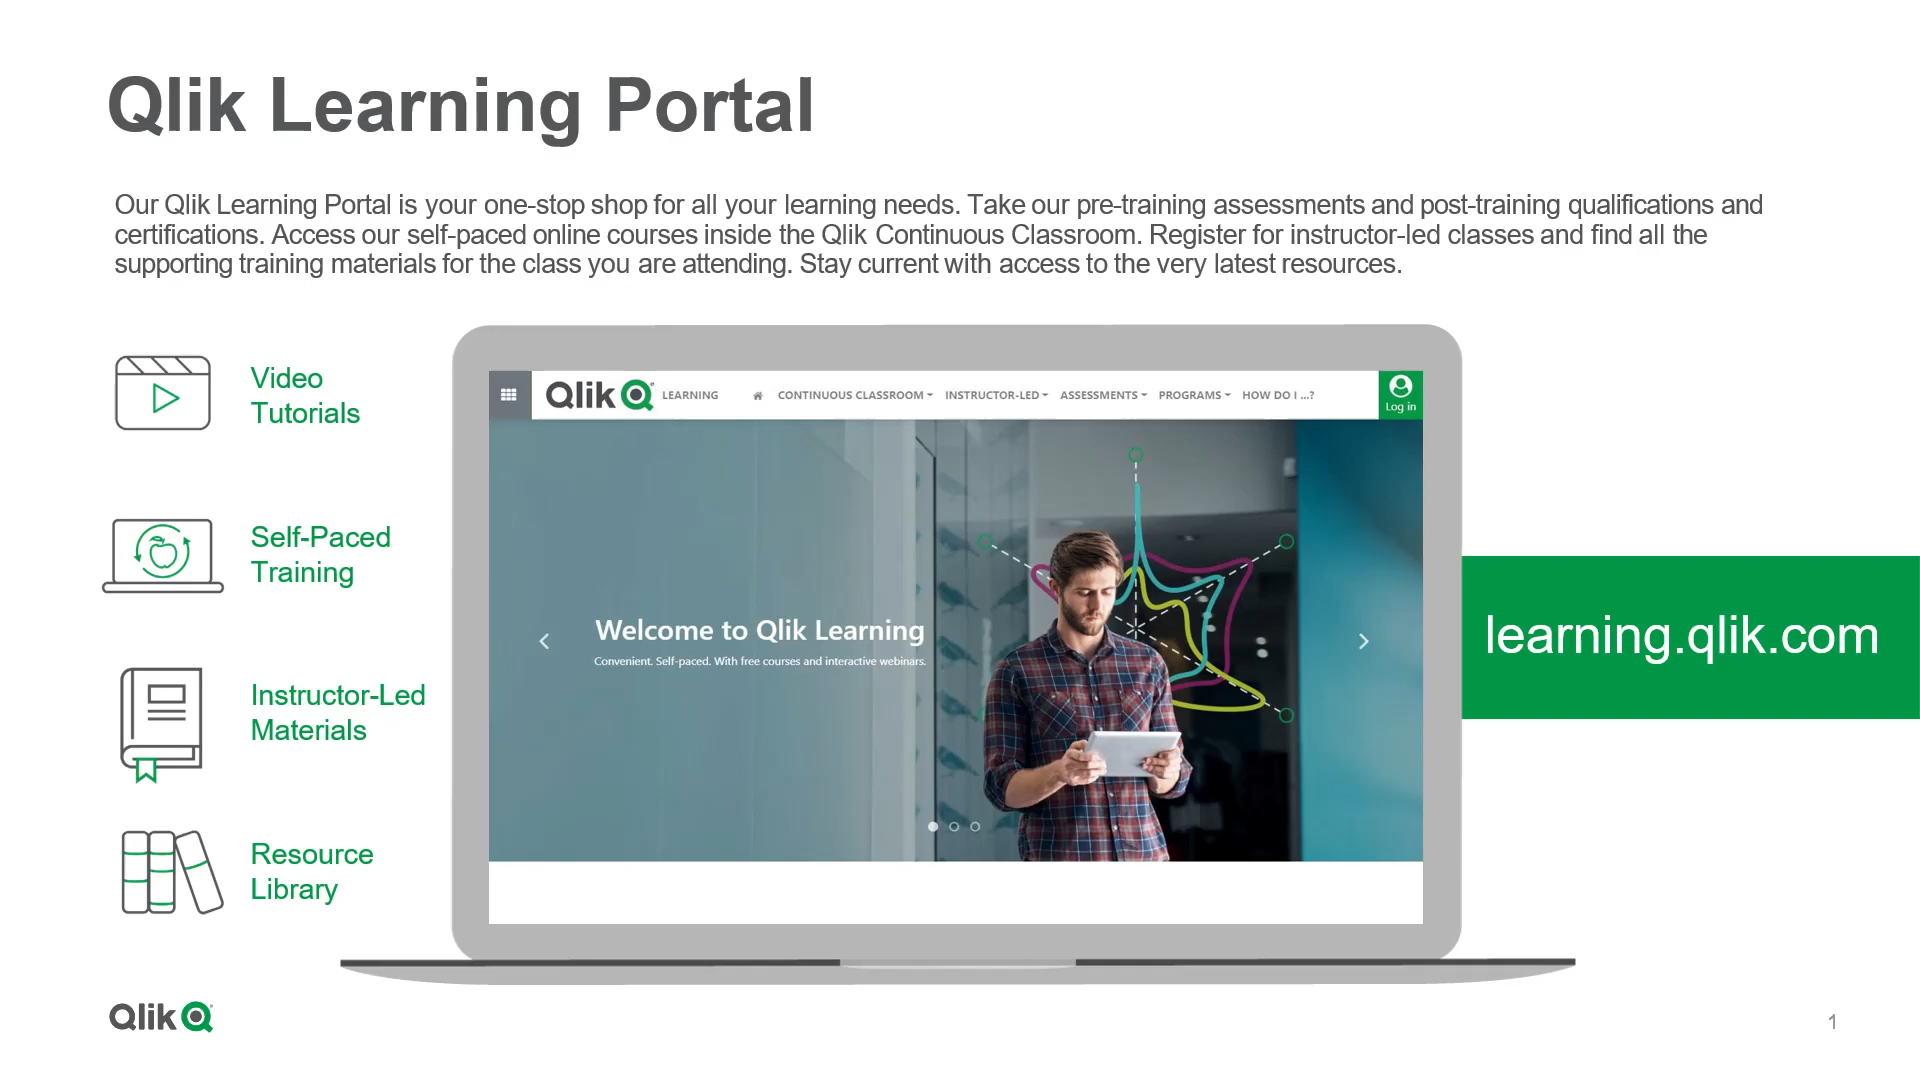 Qlik Learning Portal
Our Qlik Learning Portal is your one-stop shop for all your learning needs. Take our pre-training assessments and post-training qualifications and
certifications. Access our self-paced online courses inside the Qlik Continuous Classroom. Register for instructor-led classes and find all the
supporting training materials for the class you are attending. Stay current with access to the very latest resources.
Video
Tutorials
Self-Paced
Training
Instructor-Led
Materials
Resource
Library
Qlik LEARNING CONTINUOUS CLASSROOM INSTRUCTOR-LED ASSESSMENTS PROGRAMS HOW DO I ...? Log in
Welcome to Qlik Learning
Convenient. Self-paced. With free courses and interactive webinars.
learning.qlik.com
Qlik
1